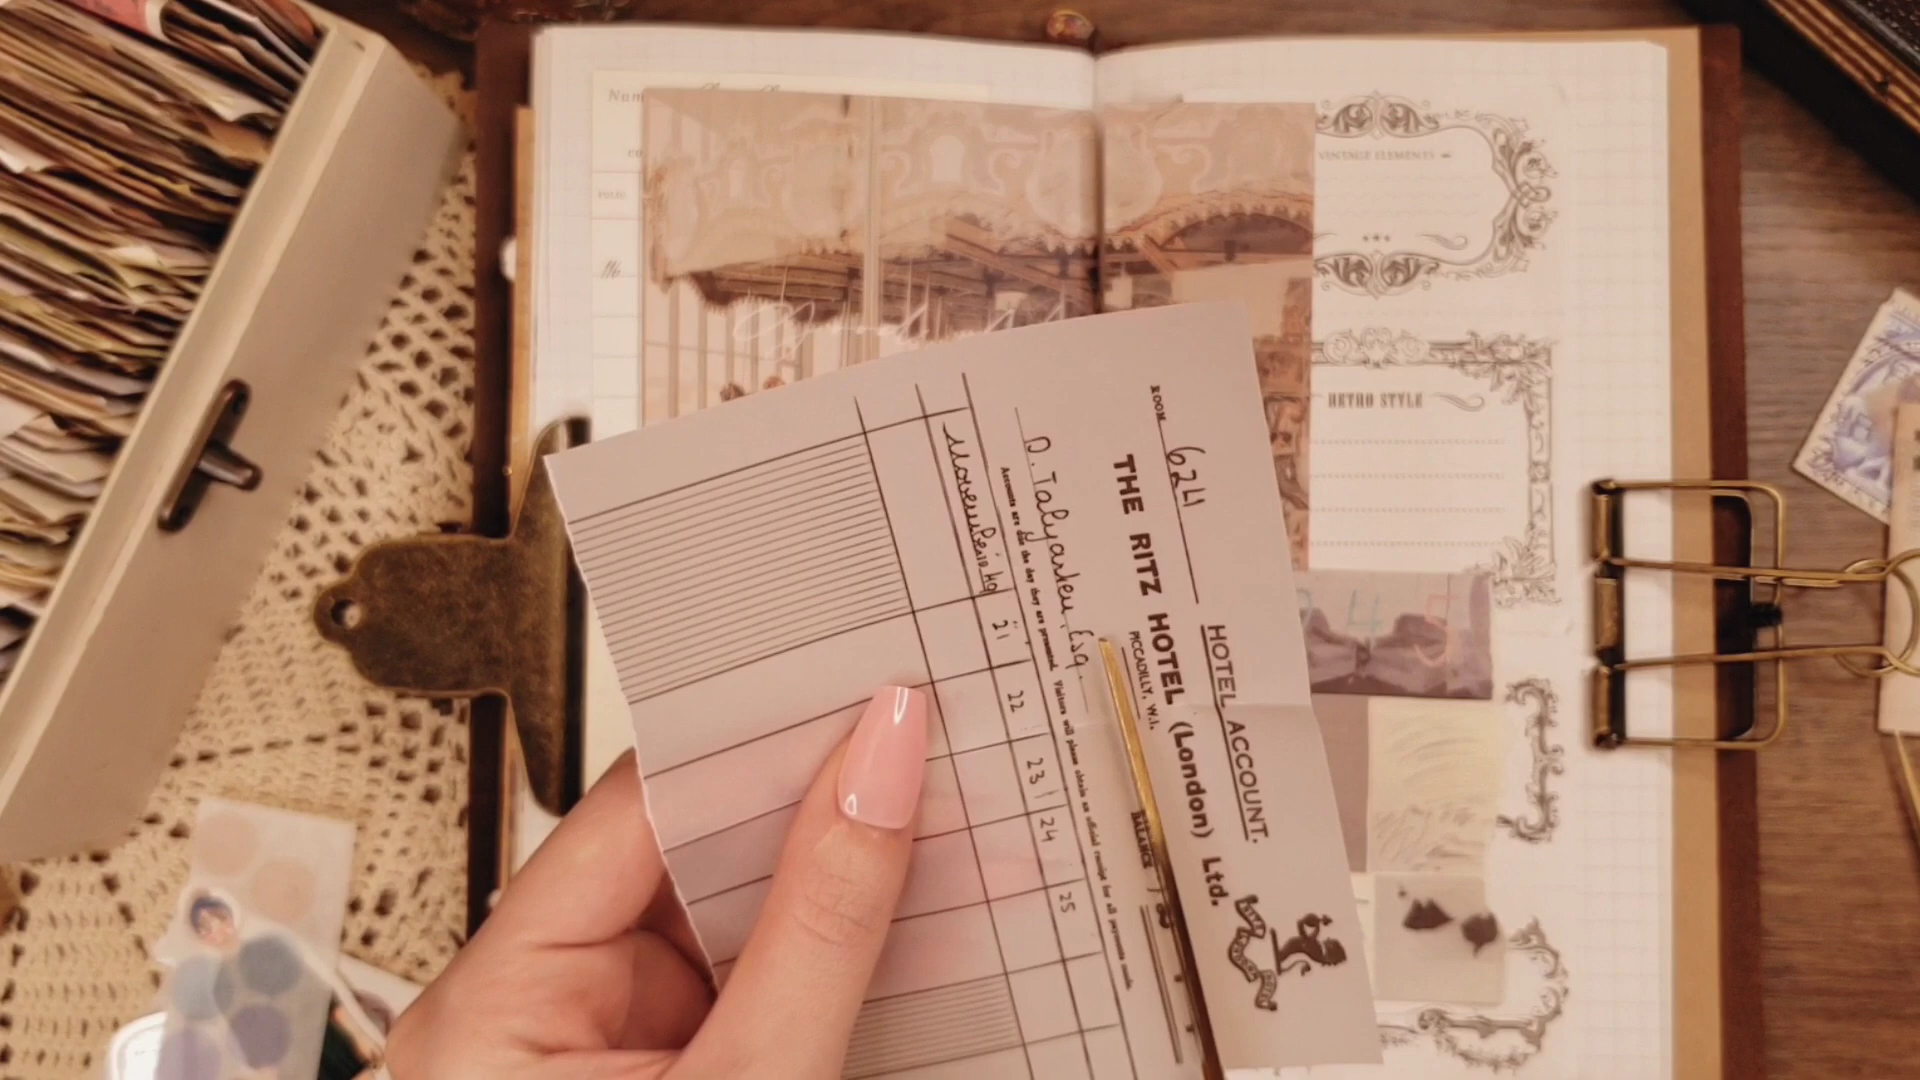 HOTEL ACCOUNT.
ROOM 624
THE RITZ HOTEL (London) Ltd.
PICCADILLY, W.1.
BALANCE
D. Talyarken, Esq.
Accounts are due the day they are presented. Visitors will please obtain an official receipt for all payments made.
21 22 23 24 25
VINTAGE ELEMENTS
RETRO STYLE
FOLIO